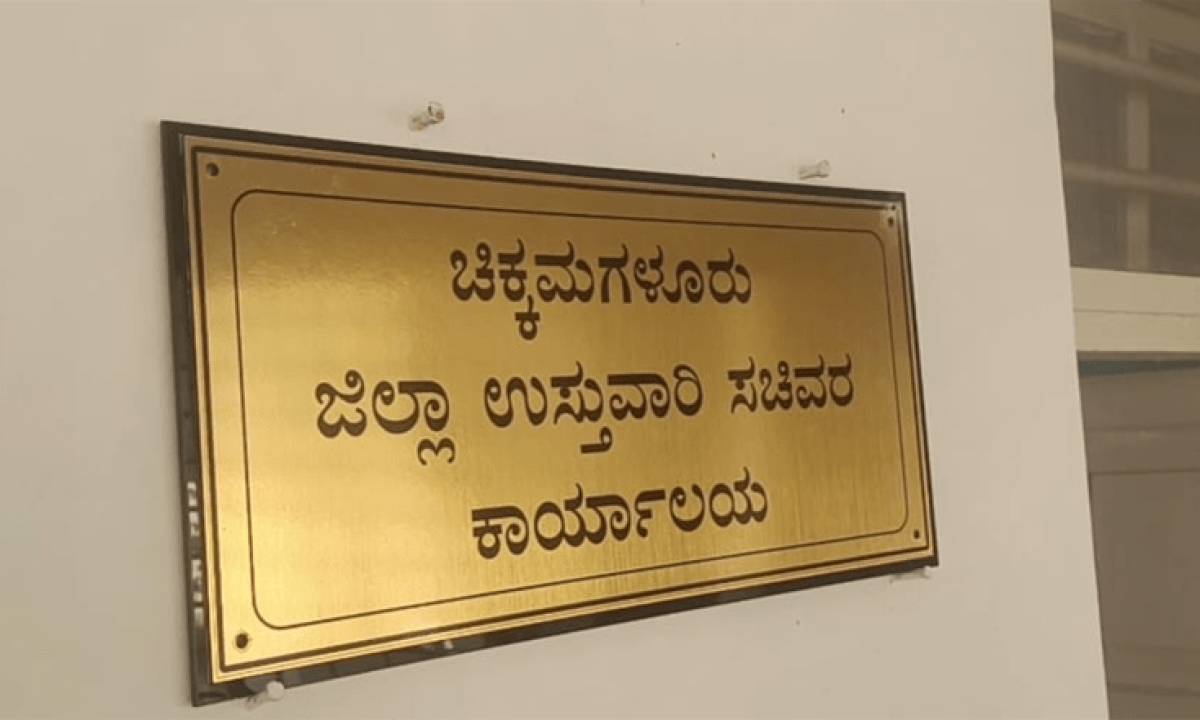 ಚಿಕ್ಕಮಗಳೂರು
ಜಿಲ್ಲಾ ಉಸ್ತುವಾರಿ ಸಚಿವರ
ಕಾರ್ಯಾಲಯ